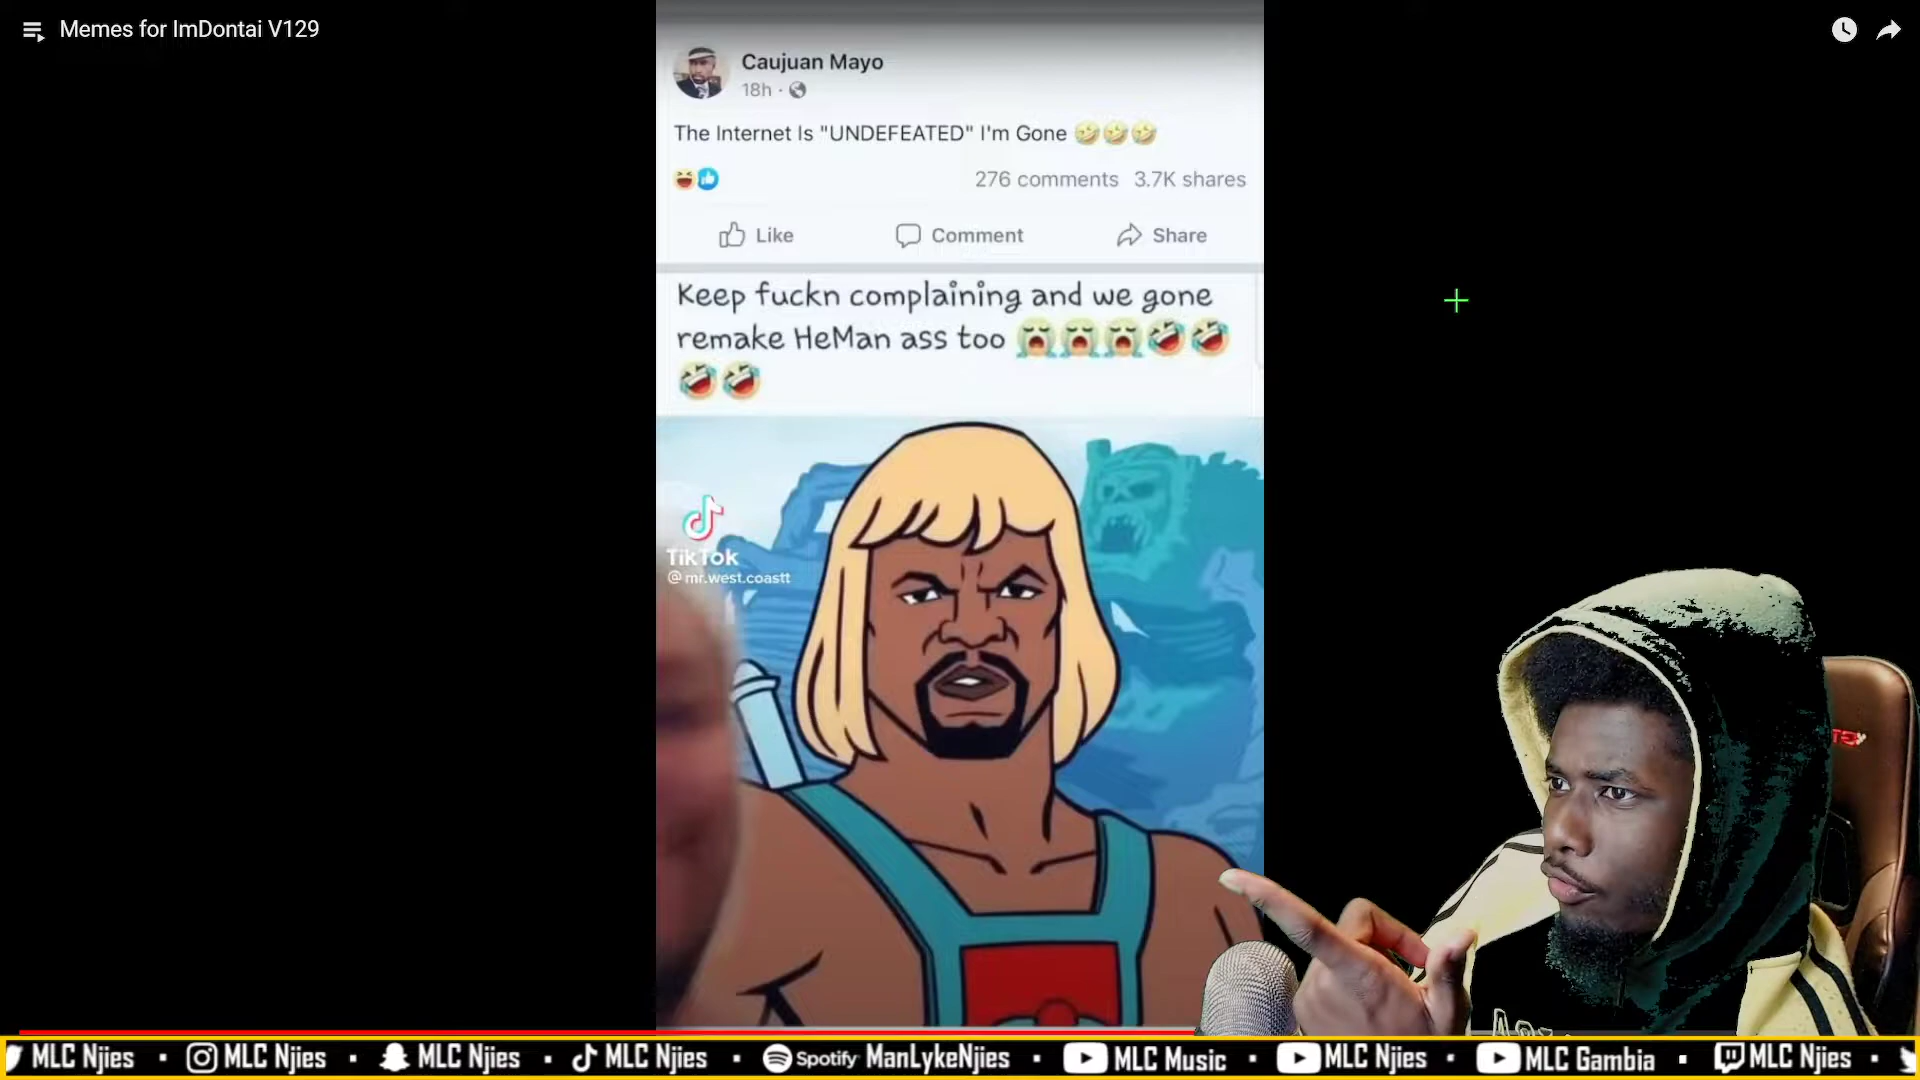 Memes for ImDontai V129
Caujuan Mayo
18h ·
The Internet Is "UNDEFEATED" I'm Gone 🤣🤣🤣
276 comments 3.7K shares
Like Comment Share
Keep fuckn complaining and we gone
remake HeMan ass too 😭😭😭🤣🤣
🤣🤣
TikTok
@mr.west.coastt
MLC Njies · MLC Njies · MLC Njies · MLC Njies · Spotify ManLykeNjies · MLC Music · MLC Njies · MLC Gambia · MLC Njies ·